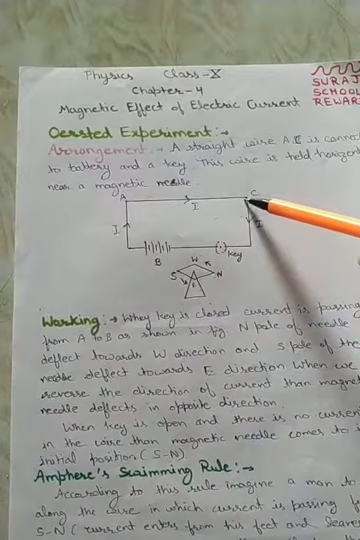 Physics Class-X
SURAJ
SCHOOL
REWAR
Chapter-4
Magnetic Effect of Electric Current
Oersted Experiment:→
Arrangement → A straight wire AC is connec
to battery and a key. This wire is held horizon
near a magnetic needle.
A C
I
I I
B key
W
S N
E
Working:→ Whey key is closed current is passing
from A to B as shown in fig N pole of needle
deflect towards W direction and S pole of the
needle deflect towards E direction When we
reverse the direction of current than magne
needle deflects in opposite direction.
When key is open and there is no curren
in the wire than magnetic needle comes to i
initial position (S-N)
Amphere's Swimming Rule:→
According to this rule imagine a man to
along the wire in which current is passing f
S-N (current enters from his feet and leaves